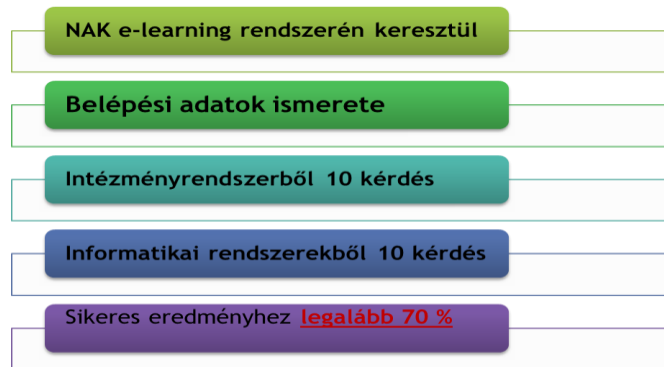 NAK e-learning rendszerén keresztül
Belépési adatok ismerete
Intézményrendszerből 10 kérdés
Informatikai rendszerekből 10 kérdés
Sikeres eredményhez legalább 70 %